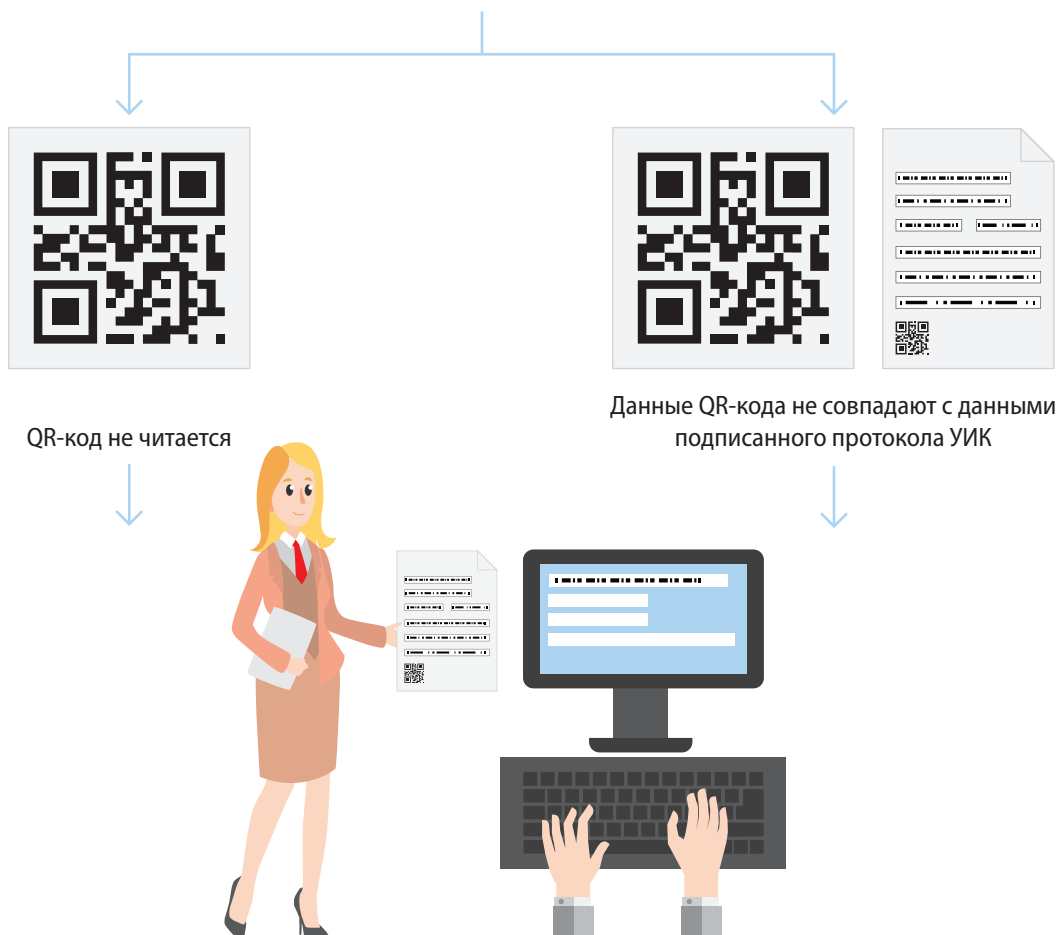 QR-код не читается
Данные QR-кода не совпадают с данными
подписанного протокола УИК